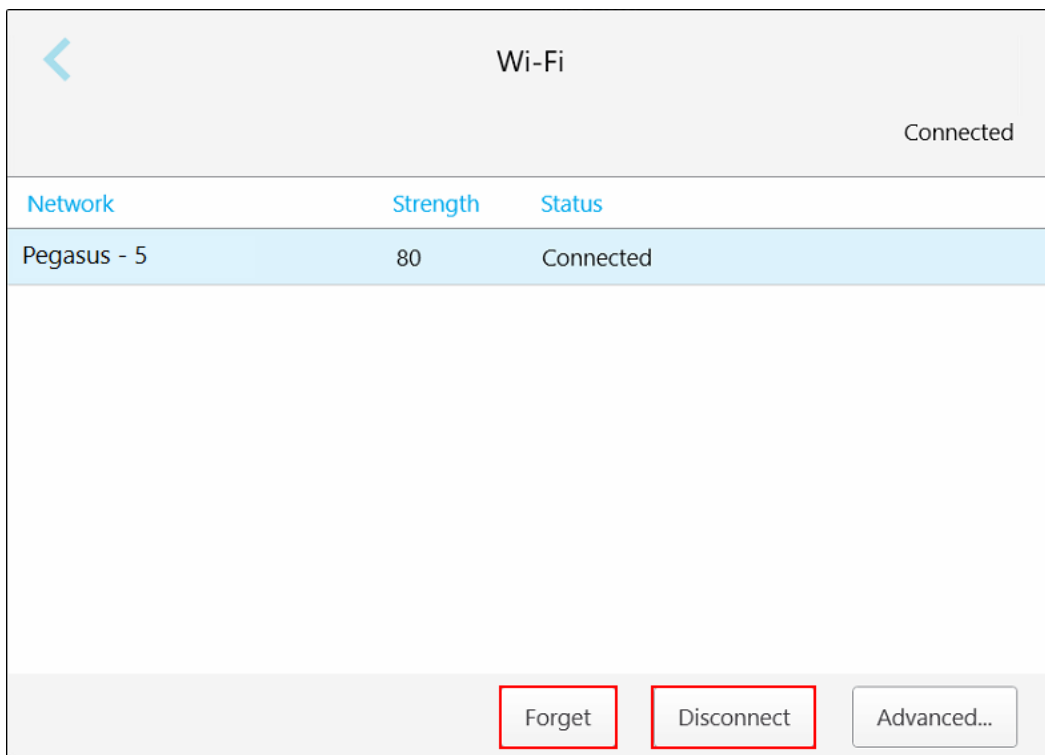 Wi-Fi
Connected
Network Strength Status
Pegasus - 5 80 Connected
Forget Disconnect Advanced...